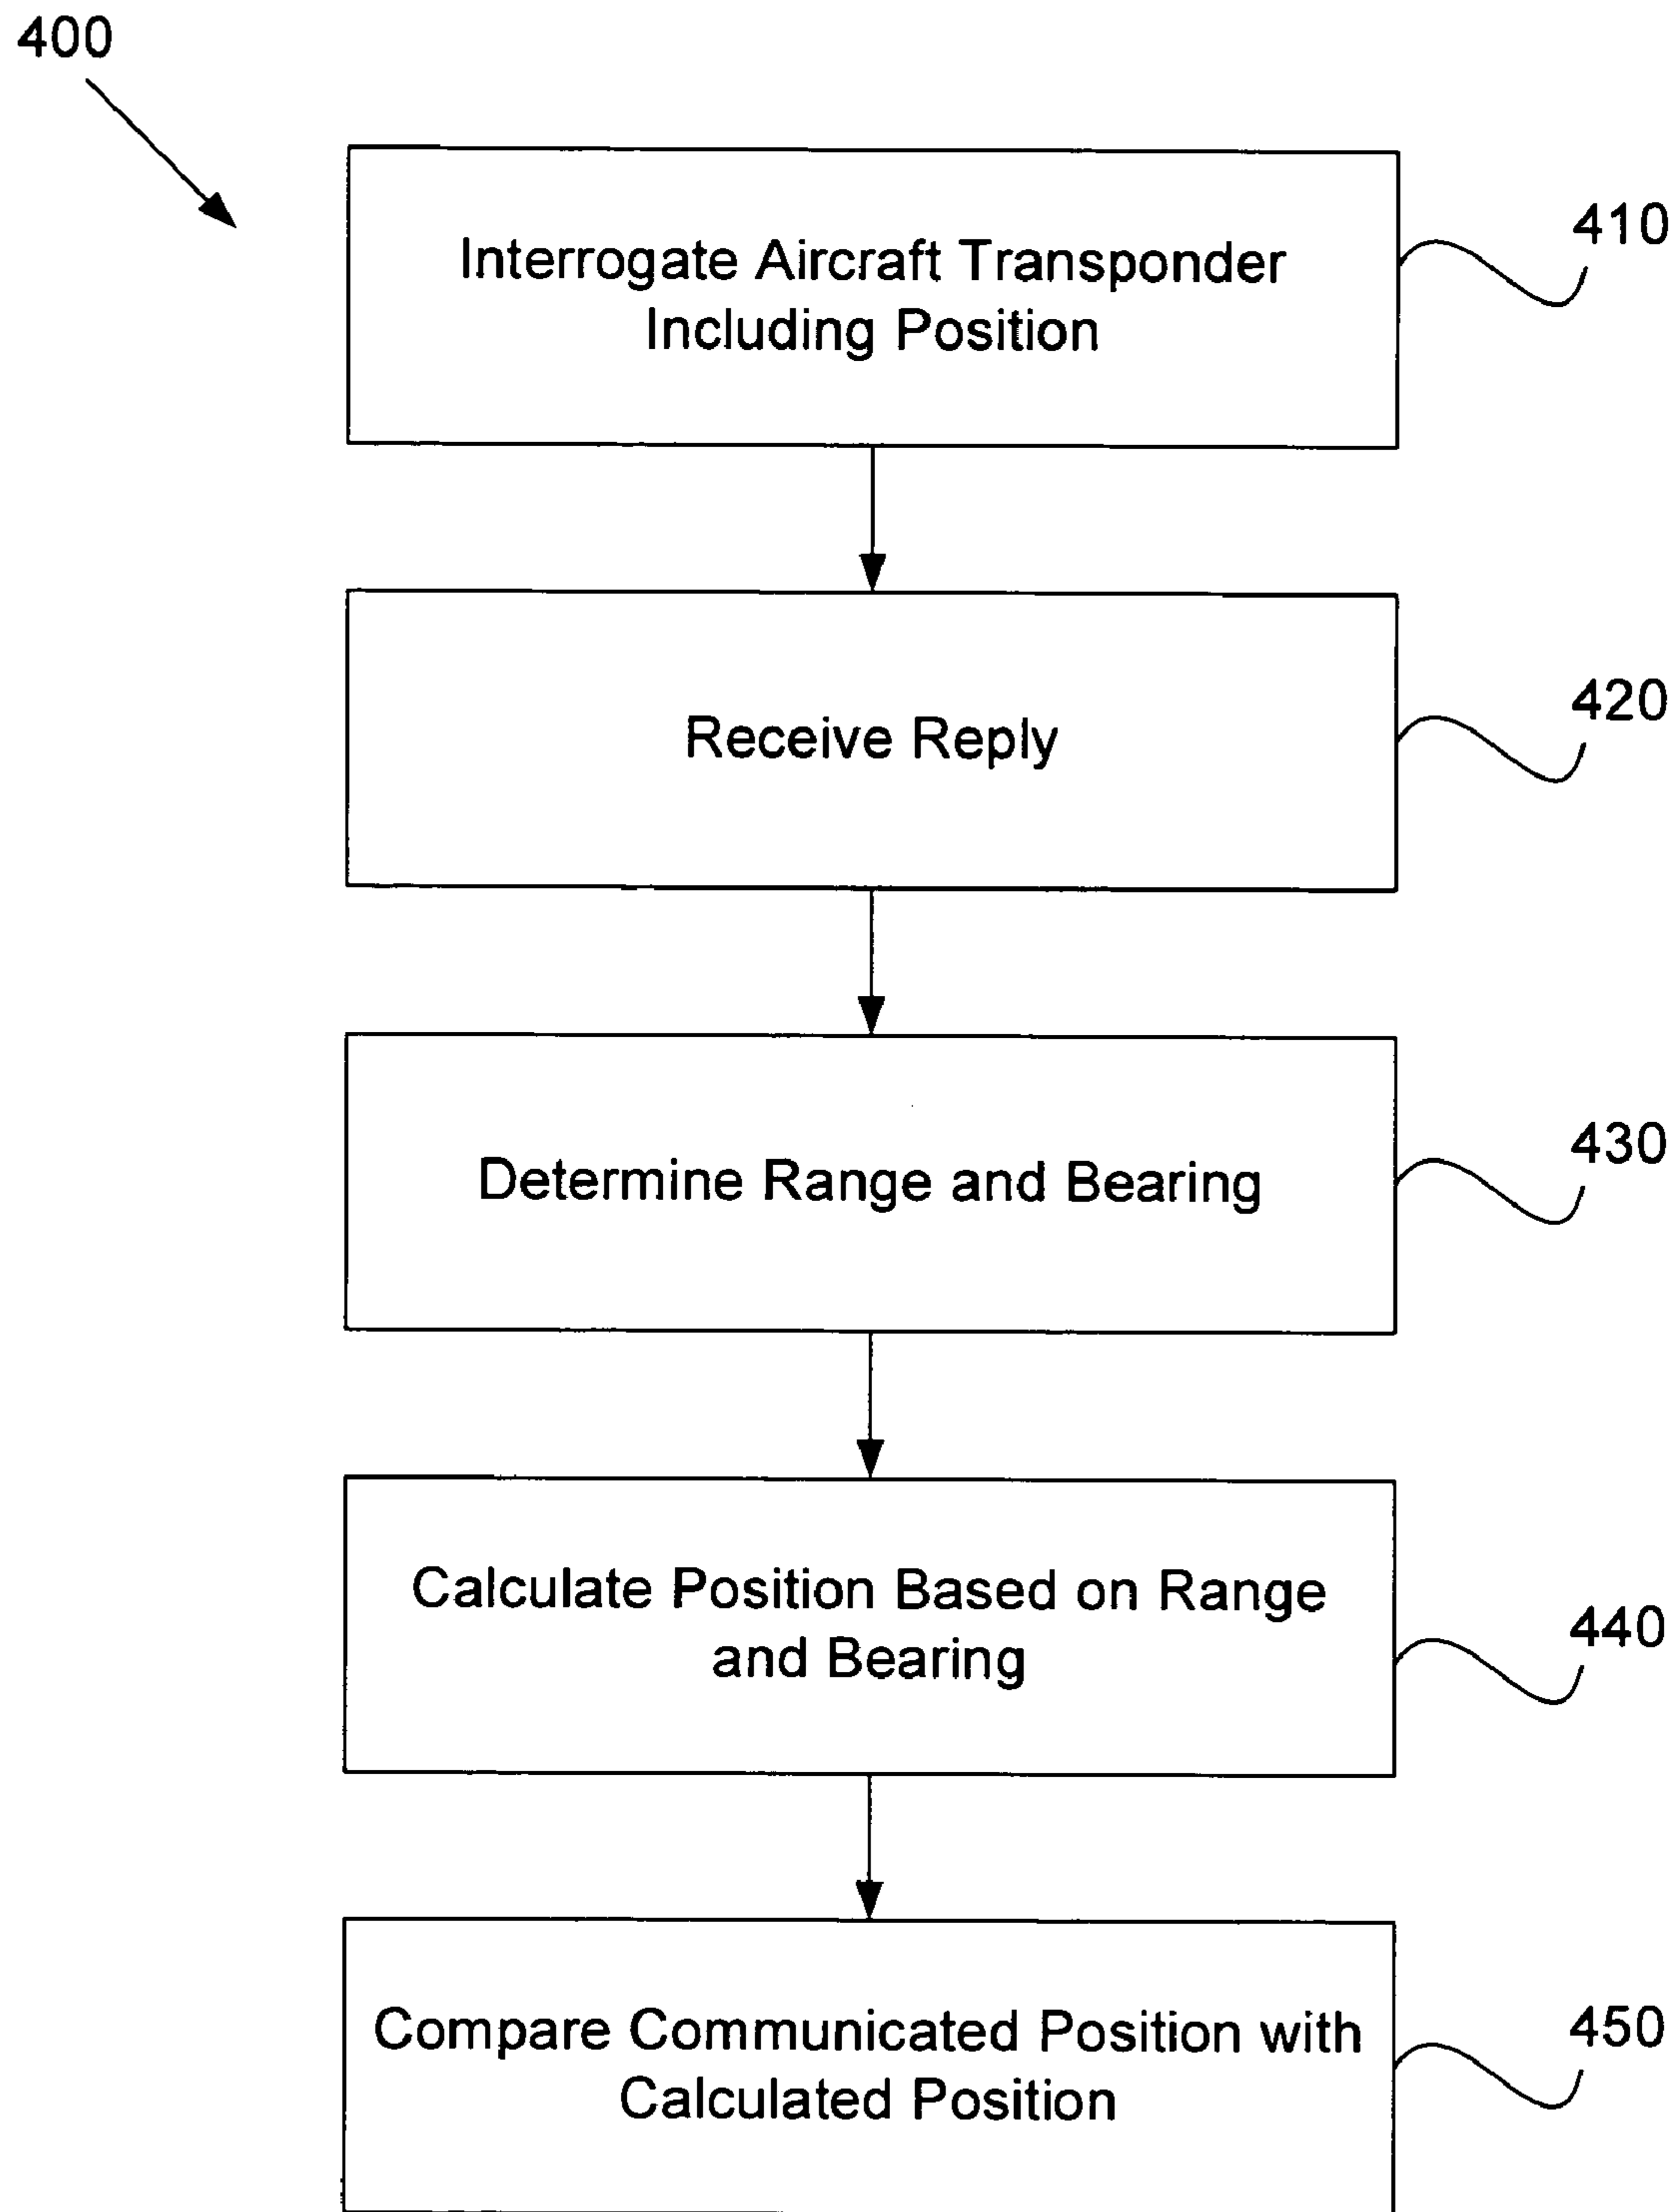 400
Interrogate Aircraft Transponder
Including Position
410
Receive Reply
420
Determine Range and Bearing
430
Calculate Position Based on Range
and Bearing
440
Compare Communicated Position with
Calculated Position
450